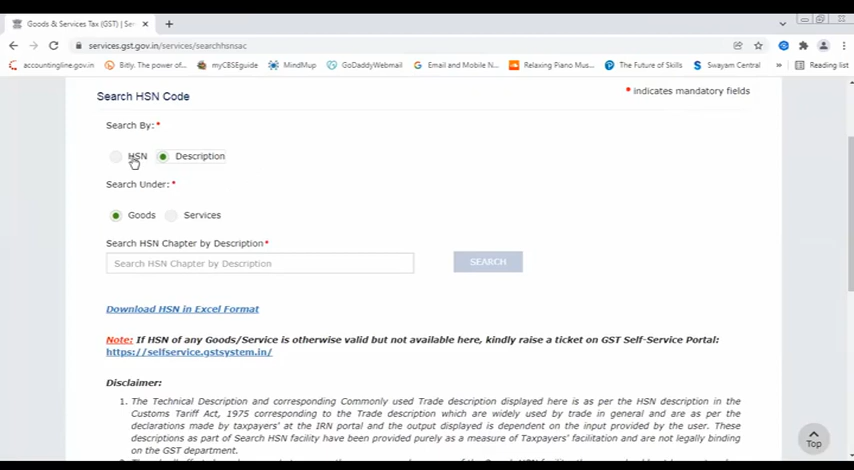 Goods & Services Tax (GST) | Ser
services.gst.gov.in/services/searchhsnsac
accountingline.gov.in
Bitly. The power of...
myCBSEguide
MindMup
GoDaddyWebmail
Email and Mobile N...
Relaxing Piano Mus...
The Future of Skills
Swayam Central
»
Reading list
Search HSN Code
* indicates mandatory fields
Search By:*
HSN Description
Search Under:*
Goods Services
Search HSN Chapter by Description*
Search HSN Chapter by Description
SEARCH
Download HSN in Excel Format
Note: If HSN of any Goods/Service is otherwise valid but not available here, kindly raise a ticket on GST Self-Service Portal:
https://selfservice.gstsystem.in/
Disclaimer:
1. The Technical Description and corresponding Commonly used Trade description displayed here is as per the HSN description in the
Customs Tariff Act, 1975 corresponding to the Trade description which are widely used by trade in general and are as per the
declarations made by taxpayers' at the IRN portal and the output displayed is dependent on the input provided by the user. These
descriptions as part of Search HSN facility have been provided purely as a measure of Taxpayers' facilitation and are not legally binding
on the GST department.
Top